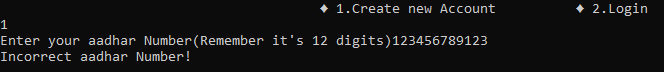 ♦ 1.Create new Account ♦ 2.Login
1
Enter your aadhar Number(Remember it's 12 digits)123456789123
Incorrect aadhar Number!